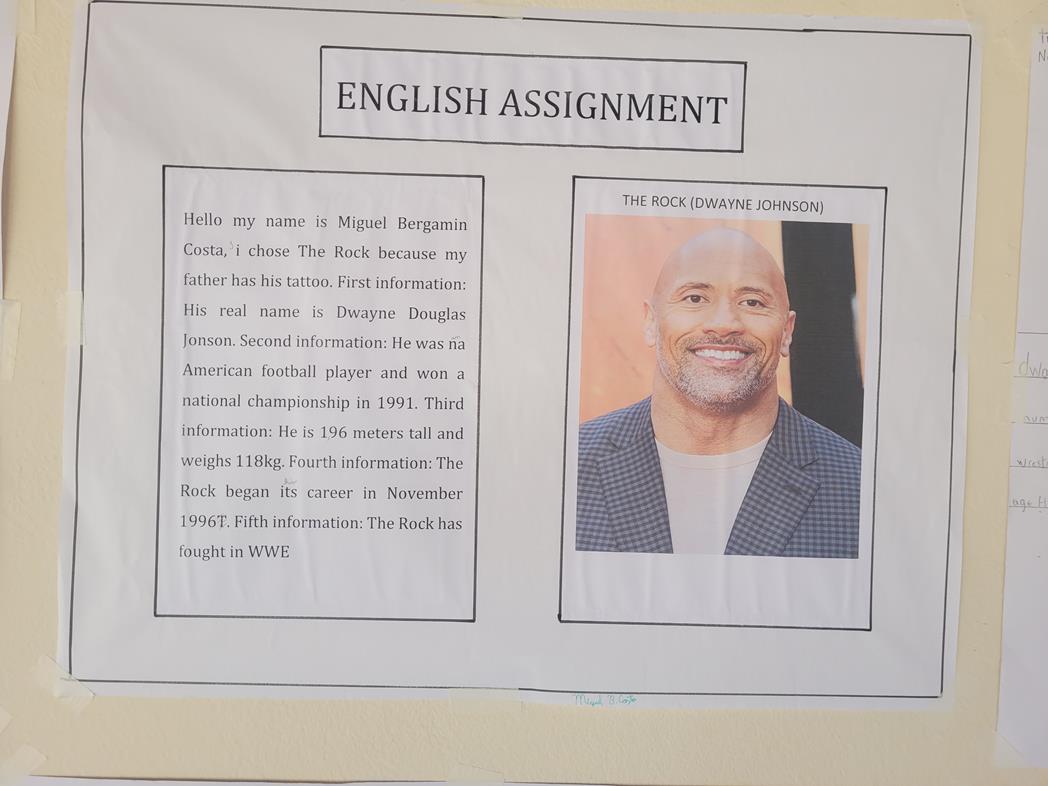 ENGLISH ASSIGNMENT
Hello my name is Miguel Bergamin
Costa, i chose The Rock because my
father has his tattoo. First information:
His real name is Dwayne Douglas
Jonson. Second information: He was na
American football player and won a
national championship in 1991. Third
information: He is 1,96 meters tall and
weighs 118kg. Fourth information: The
Rock began its career in November
1996T. Fifth information: The Rock has
fought in WWE
THE ROCK (DWAYNE JOHNSON)
Miguel B. Costa